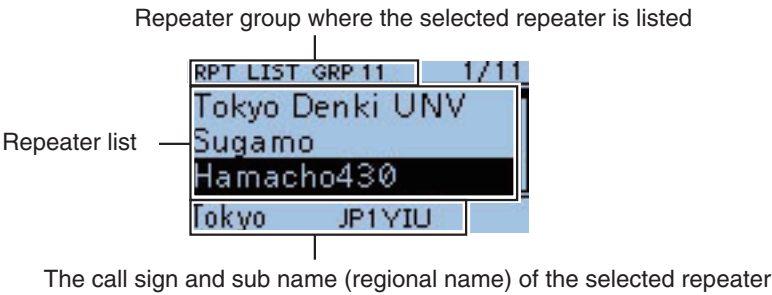 Repeater group where the selected repeater is listed
RPT LIST GRP 11 1/11
Tokyo Denki UNV
Repeater list
Sugamo
Hamacho430
Tokyo JP1YIU
The call sign and sub name (regional name) of the selected repeater